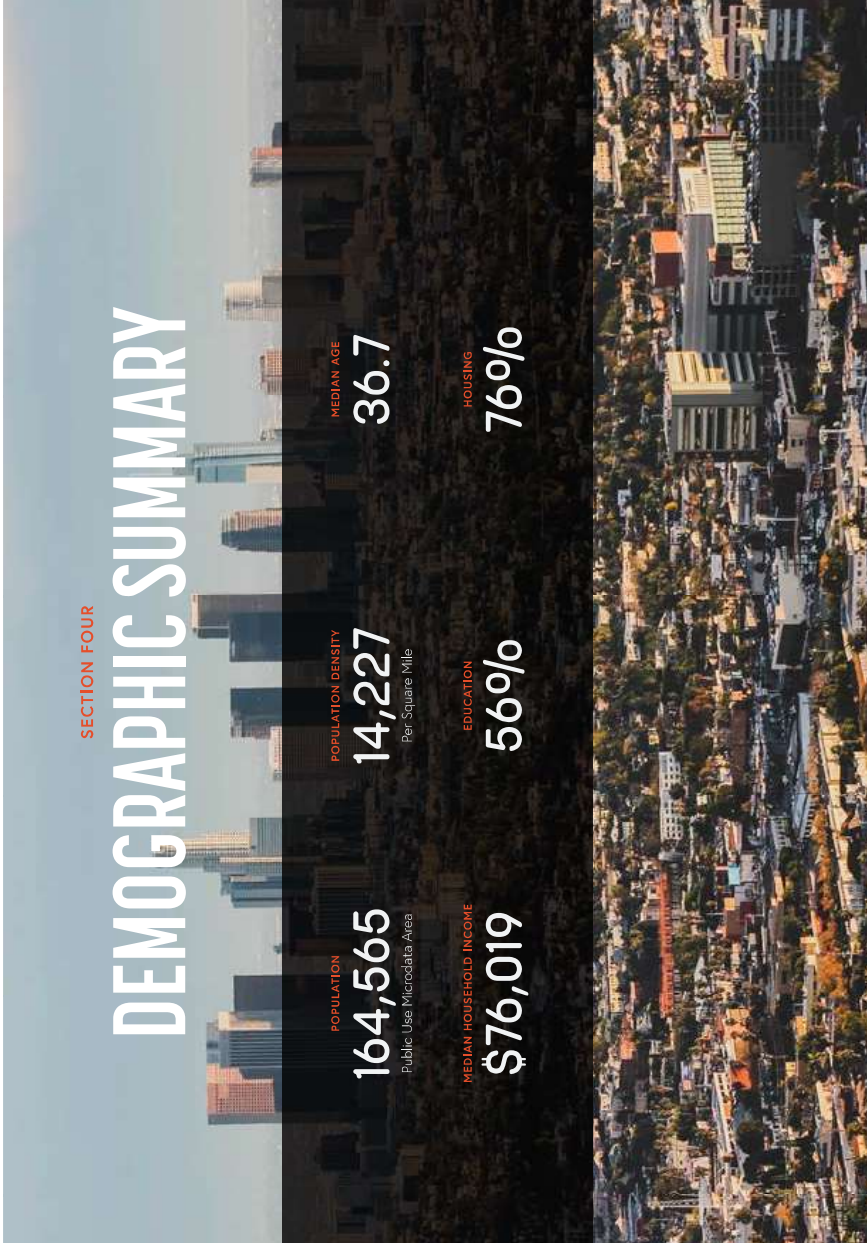 SECTION FOUR
DEMOGRAPHIC SUMMARY
POPULATION
164,565
Public Use Microdata Area
POPULATION DENSITY
14,227
Per Square Mile
MEDIAN AGE
36.7
MEDIAN HOUSEHOLD INCOME
$76,019
EDUCATION
56%
HOUSING
76%